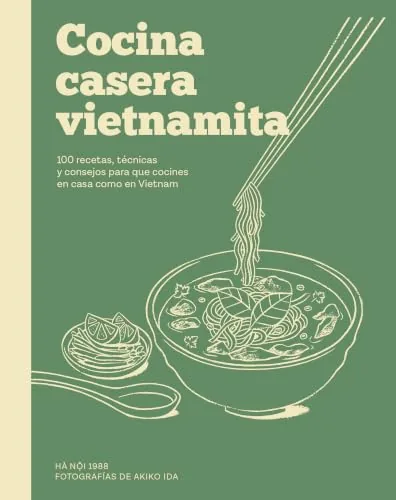 Cocina
casera
vietnamita
100 recetas, técnicas
y consejos para que cocines
en casa como en Vietnam
HÀ NỘI 1988
FOTOGRAFÍAS DE AKIKO IDA